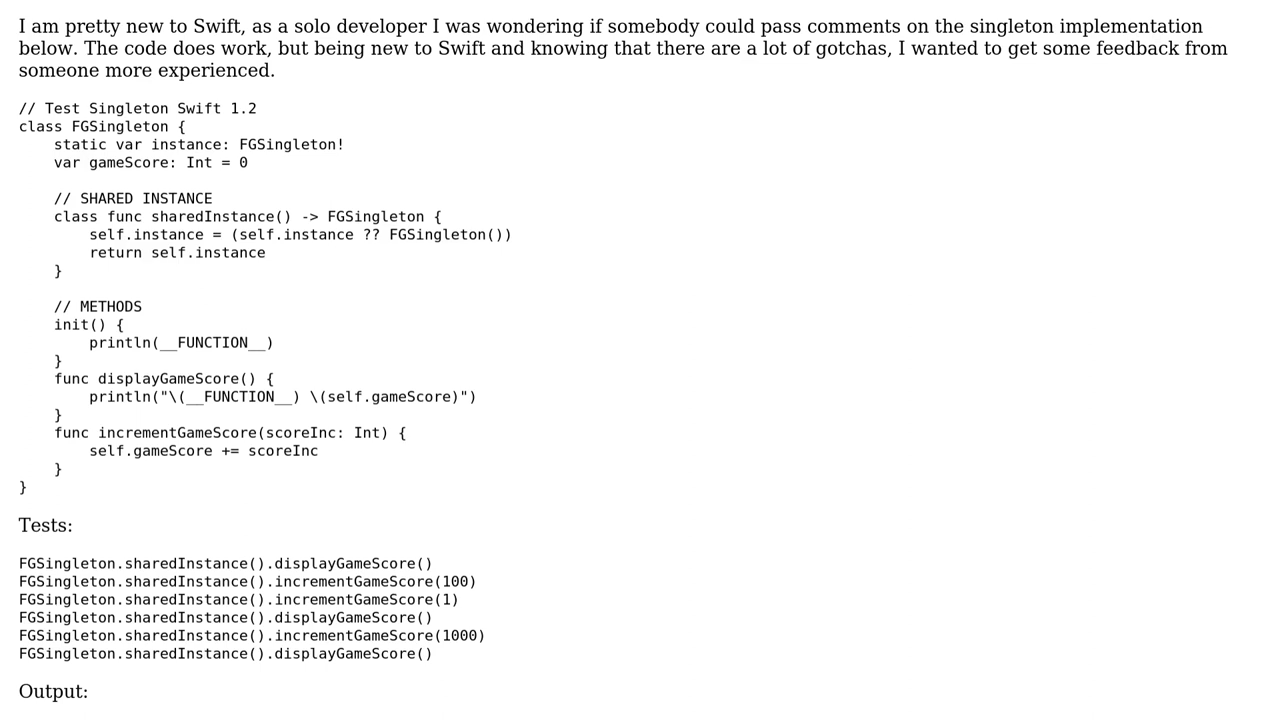 I am pretty new to Swift, as a solo developer I was wondering if somebody could pass comments on the singleton implementation
below. The code does work, but being new to Swift and knowing that there are a lot of gotchas, I wanted to get some feedback from
someone more experienced.
// Test Singleton Swift 1.2
class FGSingleton {
    static var instance: FGSingleton!
    var gameScore: Int = 0
    // SHARED INSTANCE
    class func sharedInstance() -> FGSingleton {
        self.instance = (self.instance ?? FGSingleton())
        return self.instance
    }
    // METHODS
    init() {
        println(__FUNCTION__)
    }
    func displayGameScore() {
        println("\(__FUNCTION__) \(self.gameScore)")
    }
    func incrementGameScore(scoreInc: Int) {
        self.gameScore += scoreInc
    }
}
Tests:
FGSingleton.sharedInstance().displayGameScore()
FGSingleton.sharedInstance().incrementGameScore(100)
FGSingleton.sharedInstance().incrementGameScore(1)
FGSingleton.sharedInstance().displayGameScore()
FGSingleton.sharedInstance().incrementGameScore(1000)
FGSingleton.sharedInstance().displayGameScore()
Output: